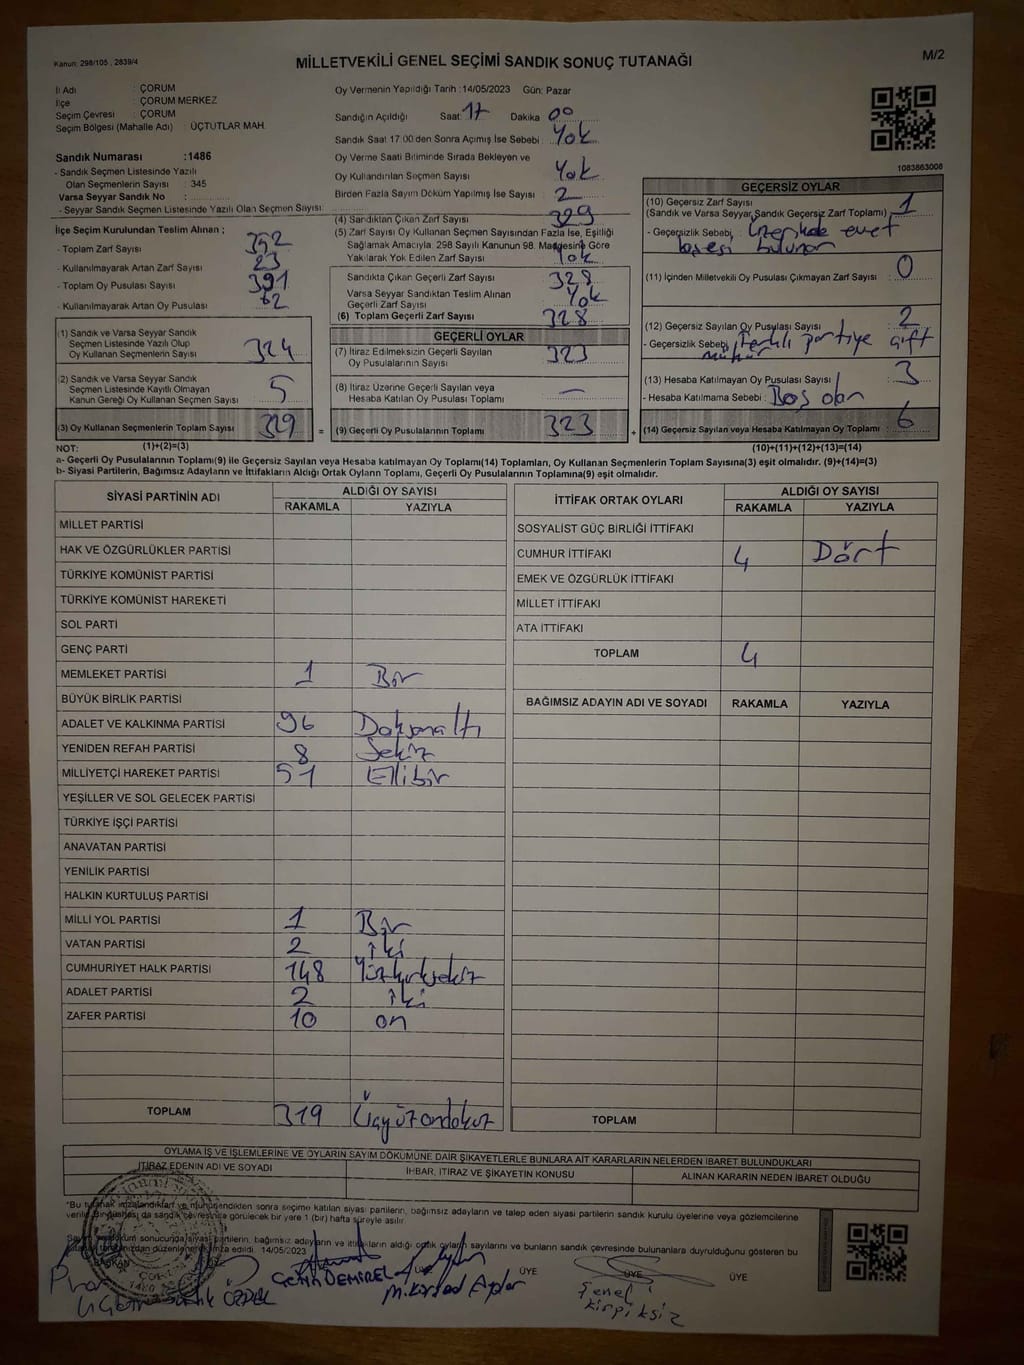 Kanun: 298/105 , 2839/4
MİLLETVEKİLİ GENEL SEÇİMİ SANDIK SONUÇ TUTANAĞI
M/2
İl Adı : ÇORUM
İlçe : ÇORUM MERKEZ
Seçim Çevresi : ÇORUM
Seçim Bölgesi (Mahalle Adı) : ÜÇTUTLAR MAH.
Sandık Numarası :1486
- Sandık Seçmen Listesinde Yazılı
Olan Seçmenlerin Sayısı : 345
Varsa Seyyar Sandık No :
- Seyyar Sandık Seçmen Listesinde Yazılı Olan Seçmen Sayısı:
Oy Vermenin Yapıldığı Tarih :14/05/2023 Gün: Pazar
Sandığın Açıldığı Saat: 17 Dakika 00
Sandık Saat 17:00'den Sonra Açılmış İse Sebebi : Yok
Oy Verme Saati Bitiminde Sırada Bekleyen ve
Oy Kullandırılan Seçmen Sayısı Yok
Birden Fazla Sayım Döküm Yapılmış İse Sayısı : 2
(4) Sandıktan Çıkan Zarf Sayısı 329
(5) Zarf Sayısı Oy Kullanan Seçmen Sayısından Fazla İse, Eşitliği
Sağlamak Amacıyla 298 Sayılı Kanunun 98. Maddesine Göre
Yakılarak Yok Edilen Zarf Sayısı Yok
Sandıkta Çıkan Geçerli Zarf Sayısı 328
Varsa Seyyar Sandıktan Teslim Alınan
Geçerli Zarf Sayısı Yok
(6) Toplam Geçerli Zarf Sayısı 328
İlçe Seçim Kurulundan Teslim Alınan ;
- Toplam Zarf Sayısı 352
- Kullanılmayarak Artan Zarf Sayısı 23
- Toplam Oy Pusulası Sayısı 391
- Kullanılmayarak Artan Oy Pusulası 62
(1) Sandık ve Varsa Seyyar Sandık
Seçmen Listesinde Yazılı Olup
Oy Kullanan Seçmenlerin Sayısı 324
(2) Sandık ve Varsa Seyyar Sandık
Seçmen Listesinde Kayıtlı Olmayan
Kanun Gereği Oy Kullanan Seçmen Sayısı 5
(3) Oy Kullanan Seçmenlerin Toplam Sayısı 329
GEÇERLİ OYLAR
(7) İtiraz Edilmeksizin Geçerli Sayılan
Oy Pusulalarının Sayısı 323
(8) İtiraz Üzerine Geçerli Sayılan veya
Hesaba Katılan Oy Pusulaları Toplamı —
= (9) Geçerli Oy Pusulalarının Toplamı 323
1083863006
GEÇERSİZ OYLAR
(10) Geçersiz Zarf Sayısı
(Sandık ve Varsa Seyyar Sandık Geçersiz Zarf Toplamı) 1
- Geçersizlik Sebebi : Üzerinde evet
kaşesi bulunan
(11) İçinden Milletvekili Oy Pusulası Çıkmayan Zarf Sayısı 0
(12) Geçersiz Sayılan Oy Pusulası Sayısı 2
- Geçersizlik Sebebi : Farklı partiye çift
mühür
(13) Hesaba Katılmayan Oy Pusulası Sayısı 3
- Hesaba Katılmama Sebebi : Boş olan
+ (14) Geçersiz Sayılan veya Hesaba Katılmayan Oy Toplamı : 6
NOT: (1)+(2)=(3)
(10)+(11)+(12)+(13)=(14)
a- Geçerli Oy Pusulalarının Toplamı(9) ile Geçersiz Sayılan veya Hesaba katılmayan Oy Toplamı(14) Toplamları, Oy Kullanan Seçmenlerin Toplam Sayısına(3) eşit olmalıdır. (9)+(14)=(3)
b- Siyasi Partilerin, Bağımsız Adayların ve İttifakların Aldığı Ortak Oyların Toplamı, Geçerli Oy Pusulalarının Toplamına(9) eşit olmalıdır.
SİYASİ PARTİNİN ADI
ALDIĞI OY SAYISI
RAKAMLA YAZIYLA
MİLLET PARTİSİ
HAK VE ÖZGÜRLÜKLER PARTİSİ
TÜRKİYE KOMÜNİST PARTİSİ
TÜRKİYE KOMÜNİST HAREKETİ
SOL PARTİ
GENÇ PARTİ
MEMLEKET PARTİSİ 1 Bir
BÜYÜK BİRLİK PARTİSİ
ADALET VE KALKINMA PARTİSİ 96 Doksanaltı
YENİDEN REFAH PARTİSİ 8 Sekiz
MİLLİYETÇİ HAREKET PARTİSİ 51 Ellibir
YEŞİLLER VE SOL GELECEK PARTİSİ
TÜRKİYE İŞÇİ PARTİSİ
ANAVATAN PARTİSİ
YENİLİK PARTİSİ
HALKIN KURTULUŞ PARTİSİ
MİLLİ YOL PARTİSİ 1 Bir
VATAN PARTİSİ 2 İki
CUMHURİYET HALK PARTİSİ 148 Yüzkırksekiz
ADALET PARTİSİ 2 İki
ZAFER PARTİSİ 10 on
TOPLAM 319 Üçyüzondokuz
İTTİFAK ORTAK OYLARI
ALDIĞI OY SAYISI
RAKAMLA YAZIYLA
SOSYALİST GÜÇ BİRLİĞİ İTTİFAKI
CUMHUR İTTİFAKI 4 Dört
EMEK VE ÖZGÜRLÜK İTTİFAKI
MİLLET İTTİFAKI
ATA İTTİFAKI
TOPLAM 4
BAĞIMSIZ ADAYIN ADI VE SOYADI RAKAMLA YAZIYLA
TOPLAM
OYLAMA İŞ VE İŞLEMLERİNE VE OYLARIN SAYIM DÖKÜMÜNE DAİR ŞİKAYETLERLE BUNLARA AİT KARARLARIN NELERDEN İBARET BULUNDUKLARI
İTİRAZ EDENİN ADI VE SOYADI
İHBAR, İTİRAZ VE ŞİKAYETİN KONUSU
ALINAN KARARIN NEDEN İBARET OLDUĞU
"Bu tutanak imzalandıktan ve mühürlendikten sonra seçime katılan siyasi partilerin, bağımsız adayların ve talep eden siyasi partilerin sandık kurulu üyelerine veya gözlemcilerine
da sandık çevresinde görülecek bir yere 1 (bir) hafta süreyle asılır.
sonucunda siyasi partilerin, bağımsız adayların ve ittifakların aldığı oyların sayılarını ve bunların sandık çevresinde bulunanlara duyurulduğunu gösteren bu
edildi. 14/05/2023
BAŞKAN
ÜYE
ÜYE
ÜYE
ÖZDEL
Çetin DEMİREL
Şenel
Kirpiksiz